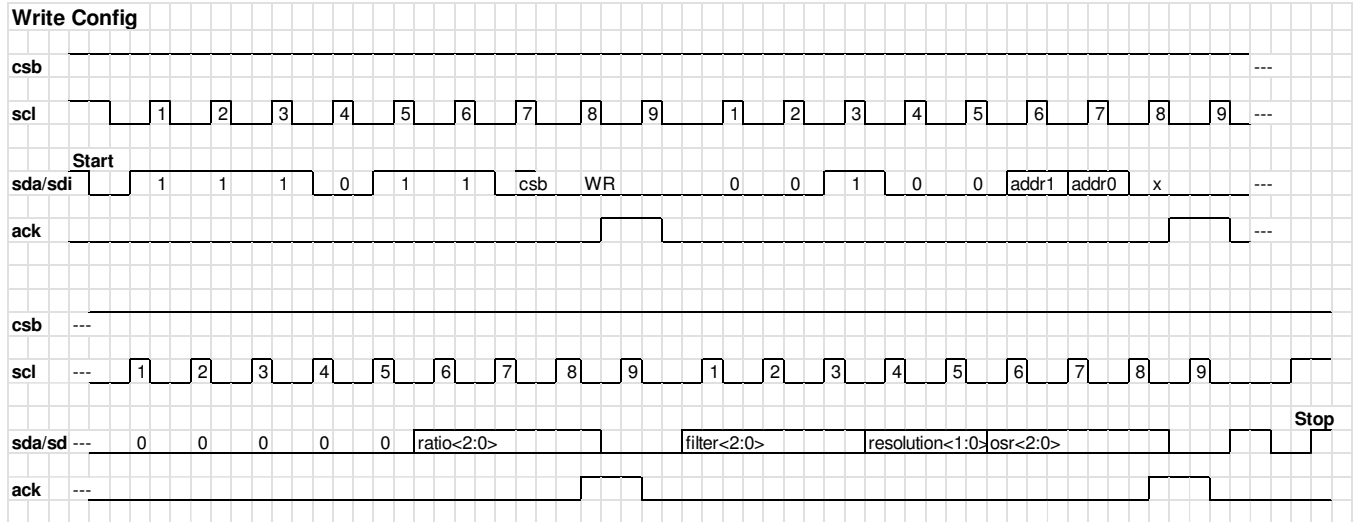 Write Config
csb ---
scl 1 2 3 4 5 6 7 8 9 1 2 3 4 5 6 7 8 9 ---
Start
sda/sdi 1 1 1 0 1 1 csb WR 0 0 1 0 0 addr1 addr0 x ---
ack ---
csb ---
scl --- 1 2 3 4 5 6 7 8 9 1 2 3 4 5 6 7 8 9
Stop
sda/sd --- 0 0 0 0 0 ratio<2:0> filter<2:0> resolution<1:0> osr<2:0>
ack ---